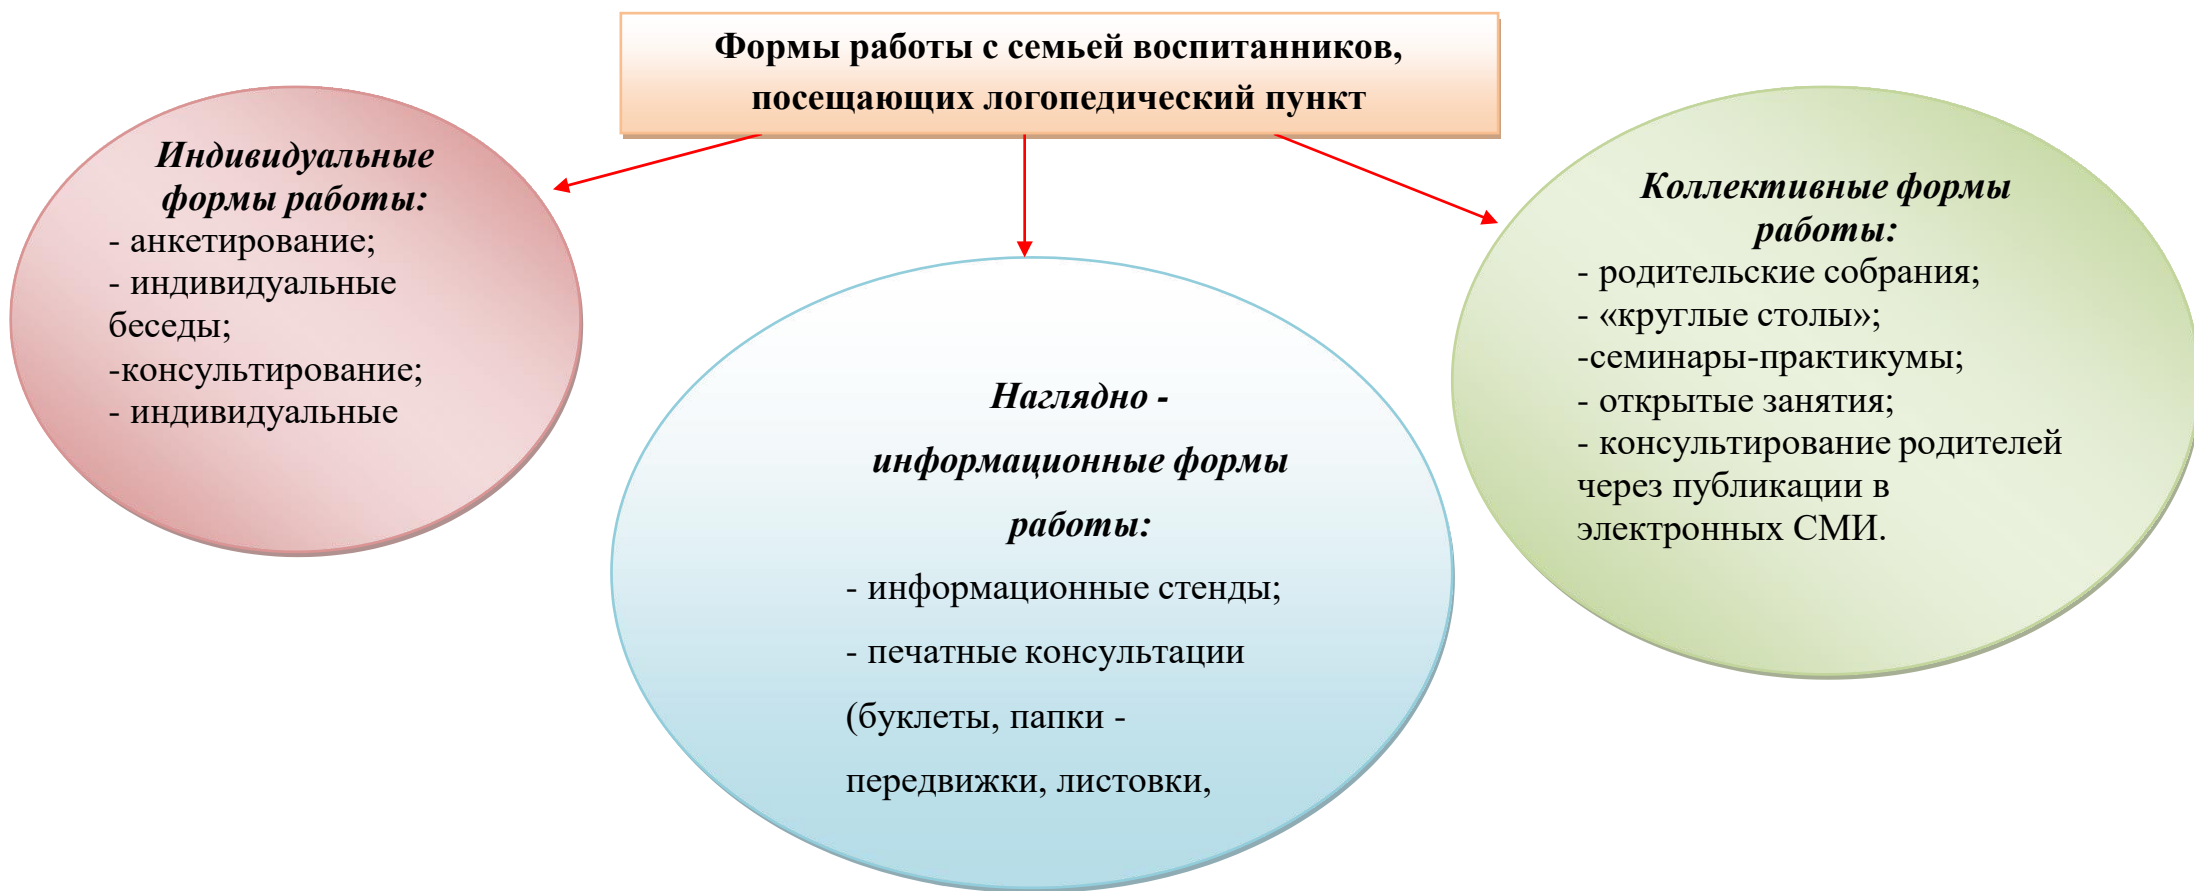 Формы работы с семьей воспитанников,
посещающих логопедический пункт
Индивидуальные
формы работы:
- анкетирование;
- индивидуальные
беседы;
-консультирование;
- индивидуальные
Наглядно -
информационные формы
работы:
- информационные стенды;
- печатные консультации
(буклеты, папки -
передвижки, листовки,
Коллективные формы
работы:
- родительские собрания;
- «круглые столы»;
-семинары-практикумы;
- открытые занятия;
- консультирование родителей
через публикации в
электронных СМИ.